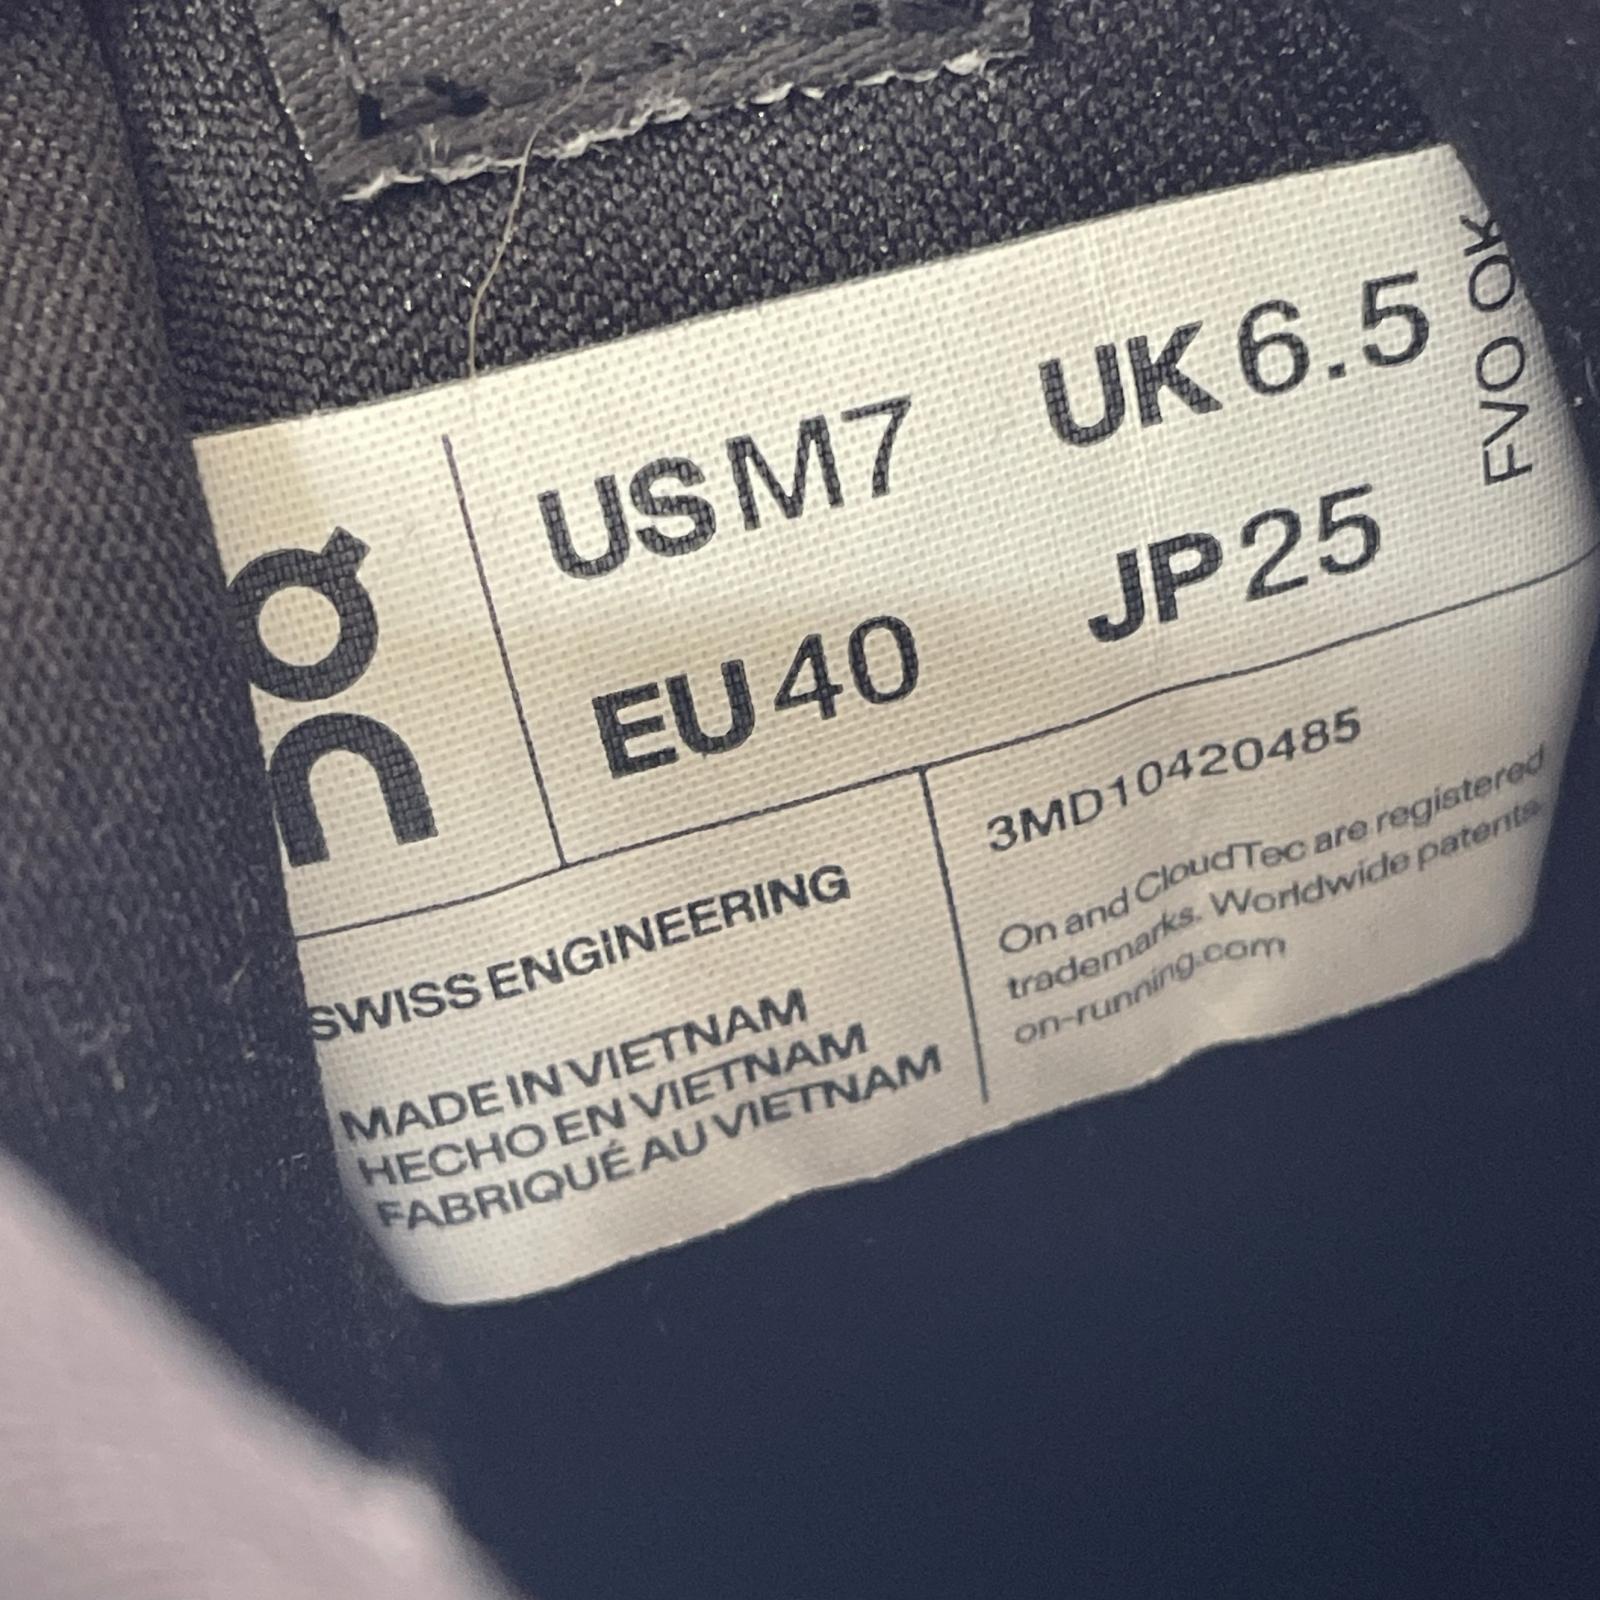 On
US M7 UK 6.5
EU 40 JP 25
FVO OK
SWISS ENGINEERING
MADE IN VIETNAM
HECHO EN VIETNAM
FABRIQUÉ AU VIETNAM
3MD10420485
On and CloudTec are registered
trademarks. Worldwide patents.
on-running.com